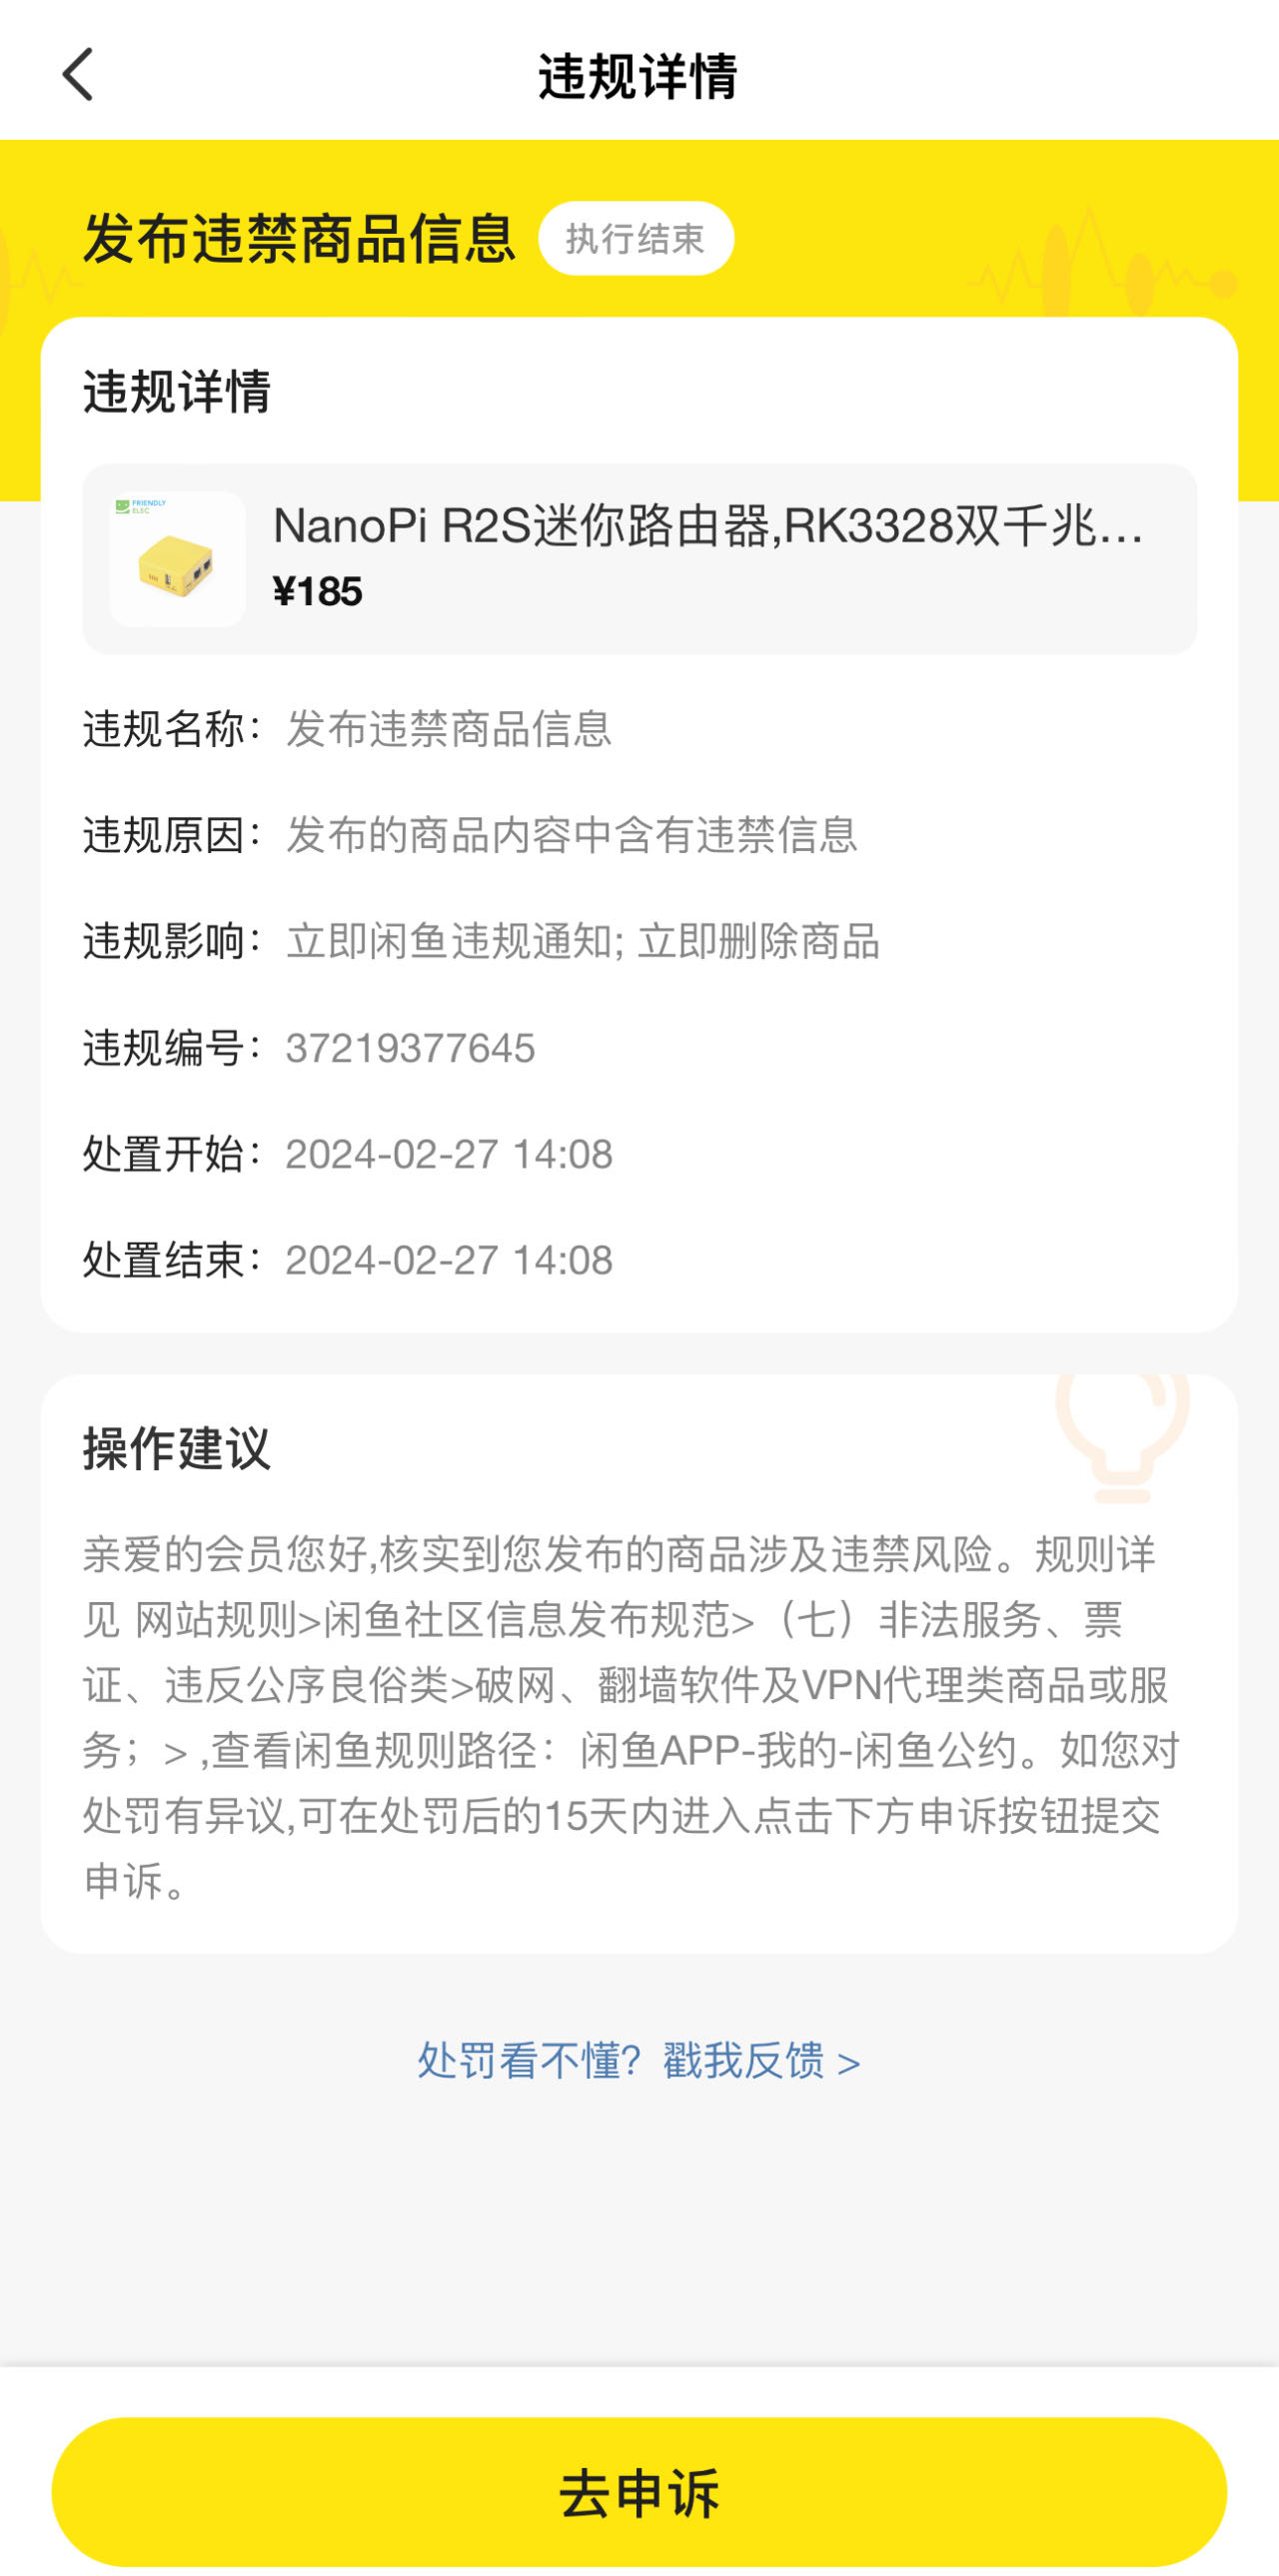 违规详情
发布违禁商品信息 执行结束
违规详情
FRIENDLY
ELEC
NanoPi R2S迷你路由器,RK3328双千兆...
¥185
违规名称： 发布违禁商品信息
违规原因： 发布的商品内容中含有违禁信息
违规影响： 立即闲鱼违规通知; 立即删除商品
违规编号： 37219377645
处置开始： 2024-02-27 14:08
处置结束： 2024-02-27 14:08
操作建议
亲爱的会员您好,核实到您发布的商品涉及违禁风险。规则详
见 网站规则>闲鱼社区信息发布规范>（七）非法服务、票
证、违反公序良俗类>破网、翻墙软件及VPN代理类商品或服
务；> ,查看闲鱼规则路径：闲鱼APP-我的-闲鱼公约。如您对
处罚有异议,可在处罚后的15天内进入点击下方申诉按钮提交
申诉。
处罚看不懂？戳我反馈 >
去申诉